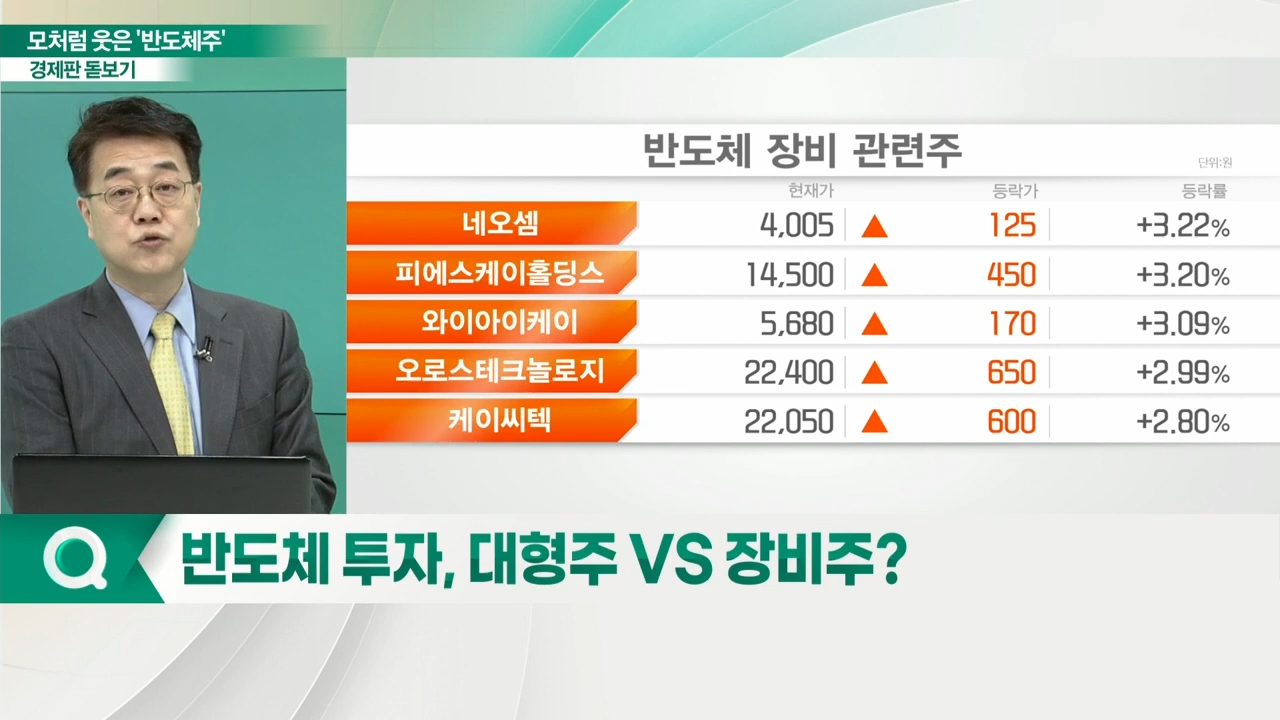 모처럼 웃은 '반도체주'
경제판 돋보기
반도체 장비 관련주
단위:원
현재가 등락가 등락률
네오셈 4,005 ▲ 125 +3.22%
피에스케이홀딩스 14,500 ▲ 450 +3.20%
와이아이케이 5,680 ▲ 170 +3.09%
오로스테크놀로지 22,400 ▲ 650 +2.99%
케이씨텍 22,050 ▲ 600 +2.80%
반도체 투자, 대형주 VS 장비주?